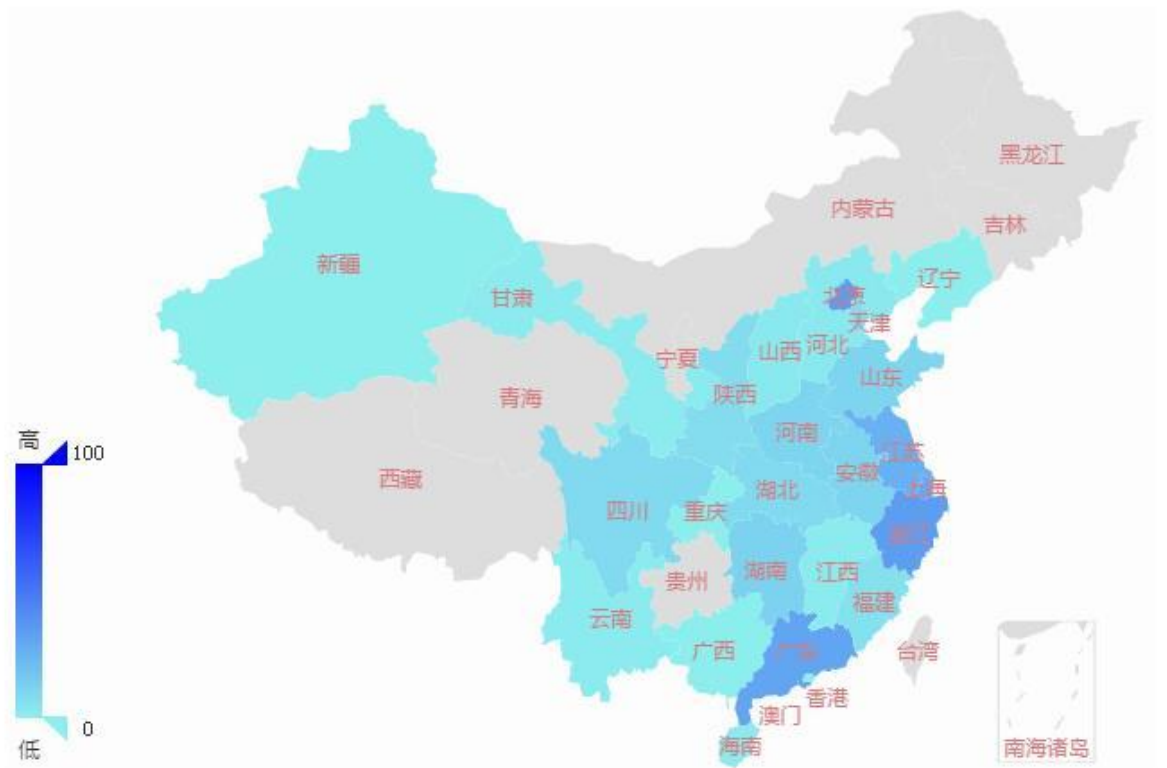 黑龙江
内蒙古
吉林
新疆
辽宁
甘肃
北京
天津
山西
河北
宁夏
山东
陕西
青海
河南
高
100
江苏
安徽
西藏
上海
湖北
四川
重庆
浙江
湖南
江西
贵州
福建
云南
广西
广东
台湾
香港
澳门
0
低
海南
南海诸岛